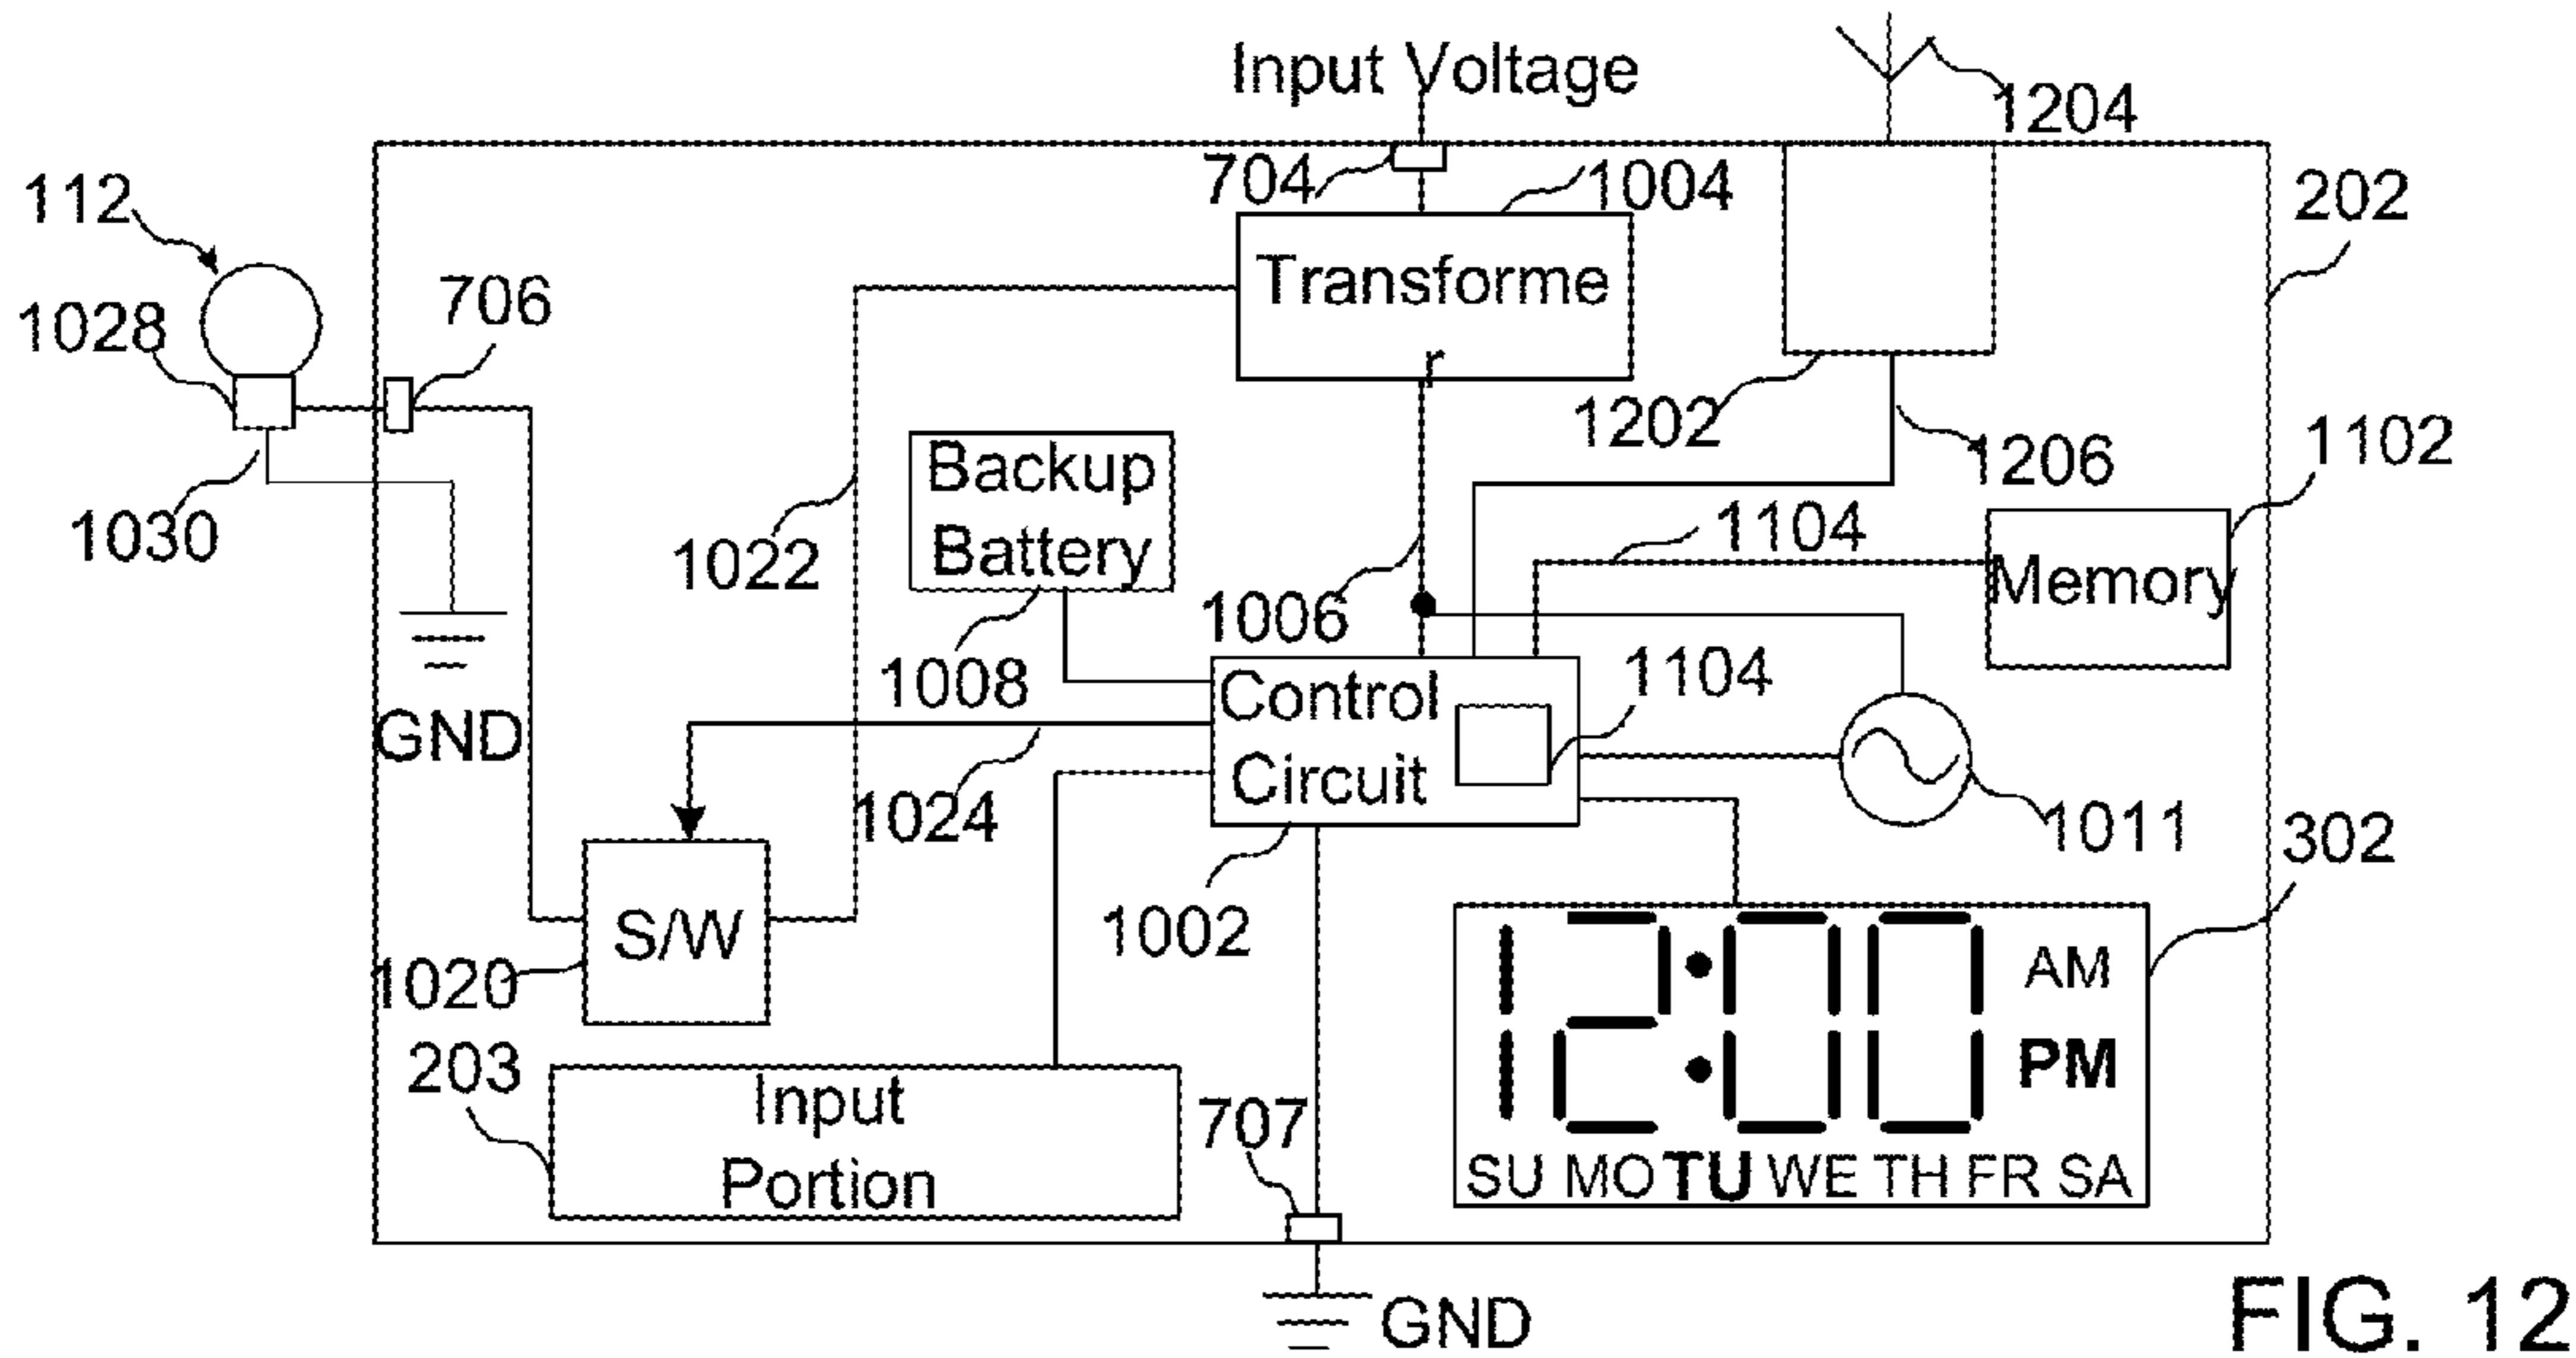 Input Voltage
1204
704
1004
202
112
Transforme
r
706
1028
1202
1206
1102
Backup
Battery
1030
1022
1104
Memory
1006
1008
Control
Circuit
1104
GND
1024
1011
302
S/W
1002
12:00
AM
PM
1020
203
Input
Portion
707
SU MO TU WE TH FR SA
GND
FIG. 12